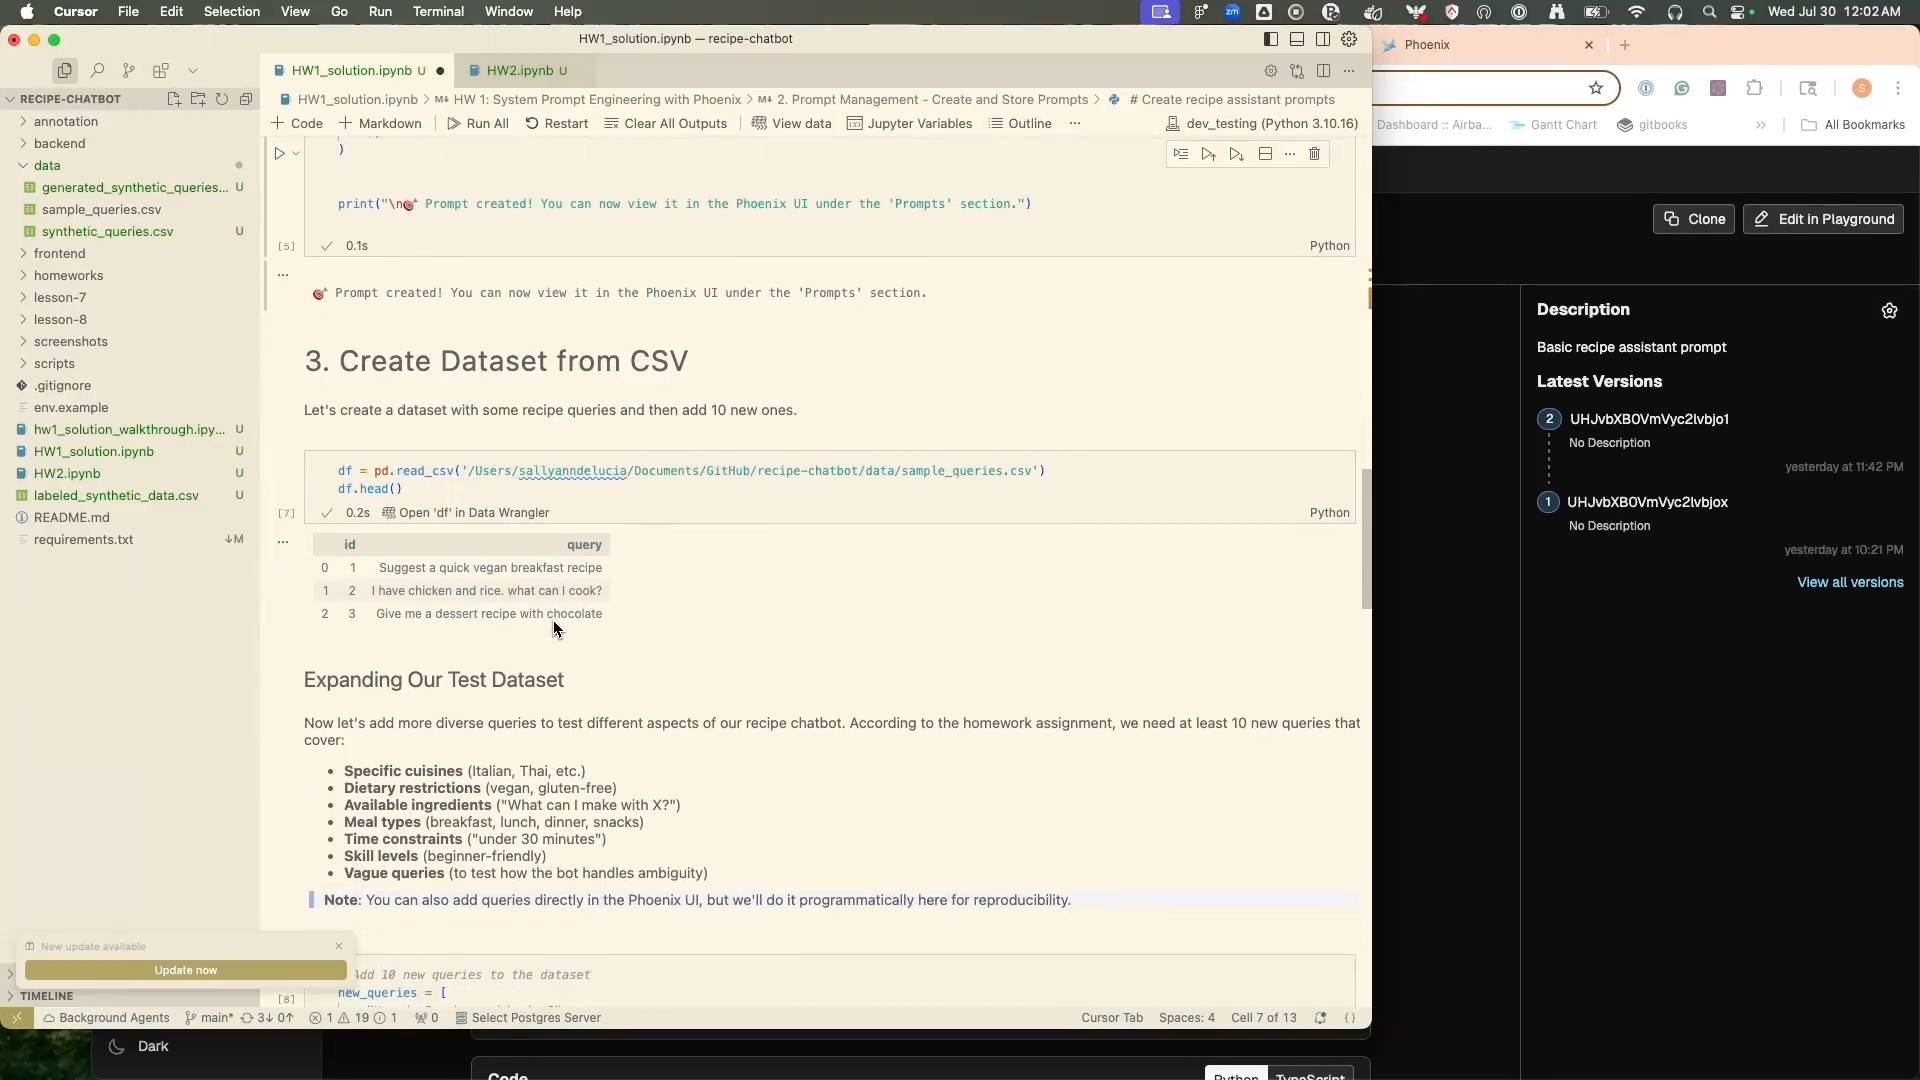 Cursor File Edit Selection View Go Run Terminal Window Help
Wed Jul 30 12:02 AM
HW1_solution.ipynb — recipe-chatbot
Phoenix
HW1_solution.ipynb U
HW2.ipynb U
RECIPE-CHATBOT
HW1_solution.ipynb > HW 1: System Prompt Engineering with Phoenix > 2. Prompt Management - Create and Store Prompts > # Create recipe assistant prompts
Dashboard :: Airba... Gantt Chart gitbooks >> All Bookmarks
+ Code + Markdown Run All Restart Clear All Outputs View data Jupyter Variables Outline ... dev_testing (Python 3.10.16)
annotation
backend
data
generated_synthetic_queries... U
sample_queries.csv
synthetic_queries.csv U
frontend
homeworks
lesson-7
lesson-8
screenshots
scripts
.gitignore
env.example
hw1_solution_walkthrough.ipy... U
HW1_solution.ipynb U
HW2.ipynb U
labeled_synthetic_data.csv U
README.md
requirements.txt ↓M
New update available
Update now
TIMELINE
)
print("\n🎯 Prompt created! You can now view it in the Phoenix UI under the 'Prompts' section.")
[5] 0.1s Python
🎯 Prompt created! You can now view it in the Phoenix UI under the 'Prompts' section.
3. Create Dataset from CSV
Let's create a dataset with some recipe queries and then add 10 new ones.
df = pd.read_csv('/Users/sallyanndelucia/Documents/GitHub/recipe-chatbot/data/sample_queries.csv')
df.head()
[7] 0.2s Open 'df' in Data Wrangler Python
id query
0 1 Suggest a quick vegan breakfast recipe
1 2 I have chicken and rice. what can I cook?
2 3 Give me a dessert recipe with chocolate
Expanding Our Test Dataset
Now let's add more diverse queries to test different aspects of our recipe chatbot. According to the homework assignment, we need at least 10 new queries that
cover:
• Specific cuisines (Italian, Thai, etc.)
• Dietary restrictions (vegan, gluten-free)
• Available ingredients ("What can I make with X?")
• Meal types (breakfast, lunch, dinner, snacks)
• Time constraints ("under 30 minutes")
• Skill levels (beginner-friendly)
• Vague queries (to test how the bot handles ambiguity)
Note: You can also add queries directly in the Phoenix UI, but we'll do it programmatically here for reproducibility.
Add 10 new queries to the dataset
new_queries = [
[8]
Background Agents main* 3↓ 0↑ 1 19 1 0 Select Postgres Server Cursor Tab Spaces: 4 Cell 7 of 13
Clone
Edit in Playground
Description
Basic recipe assistant prompt
Latest Versions
2 UHJvbXB0VmVyc2lvbjo1
No Description
yesterday at 11:42 PM
1 UHJvbXB0VmVyc2lvbjox
No Description
yesterday at 10:21 PM
View all versions
Dark
Code
Python TypeScript